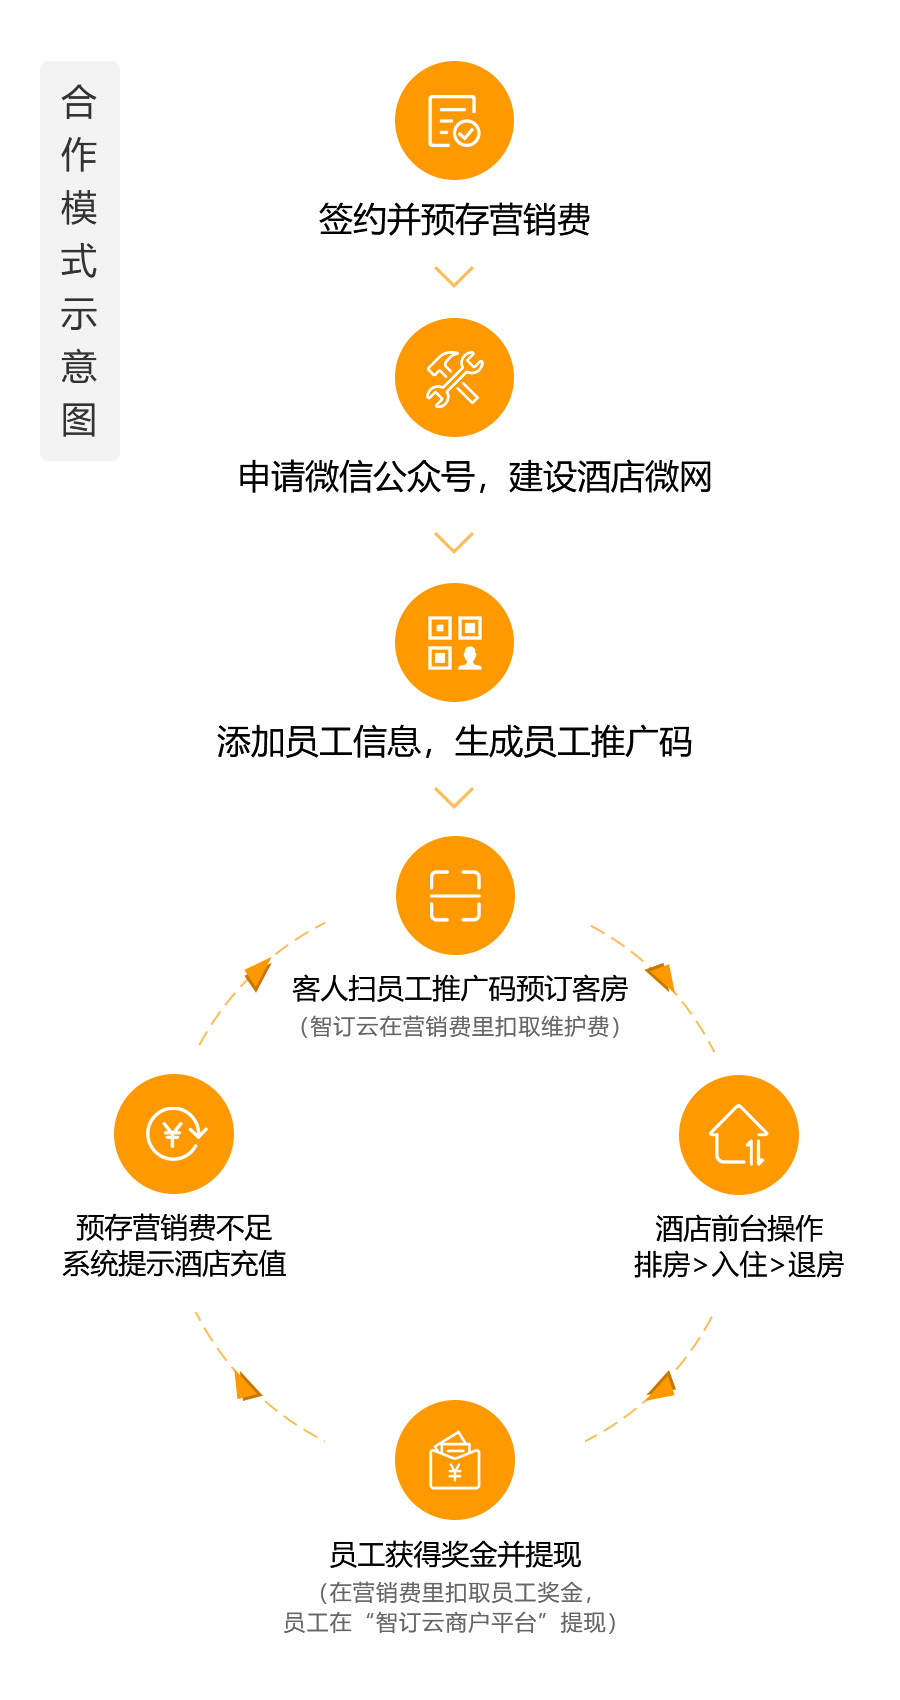 合作模式示意图
签约并预存营销费
申请微信公众号，建设酒店微网
添加员工信息，生成员工推广码
客人扫员工推广码预订客房
（智订云在营销费里扣取维护费）
预存营销费不足
系统提示酒店充值
酒店前台操作
排房>入住>退房
员工获得奖金并提现
（在营销费里扣取员工奖金，
员工在“智订云商户平台”提现）